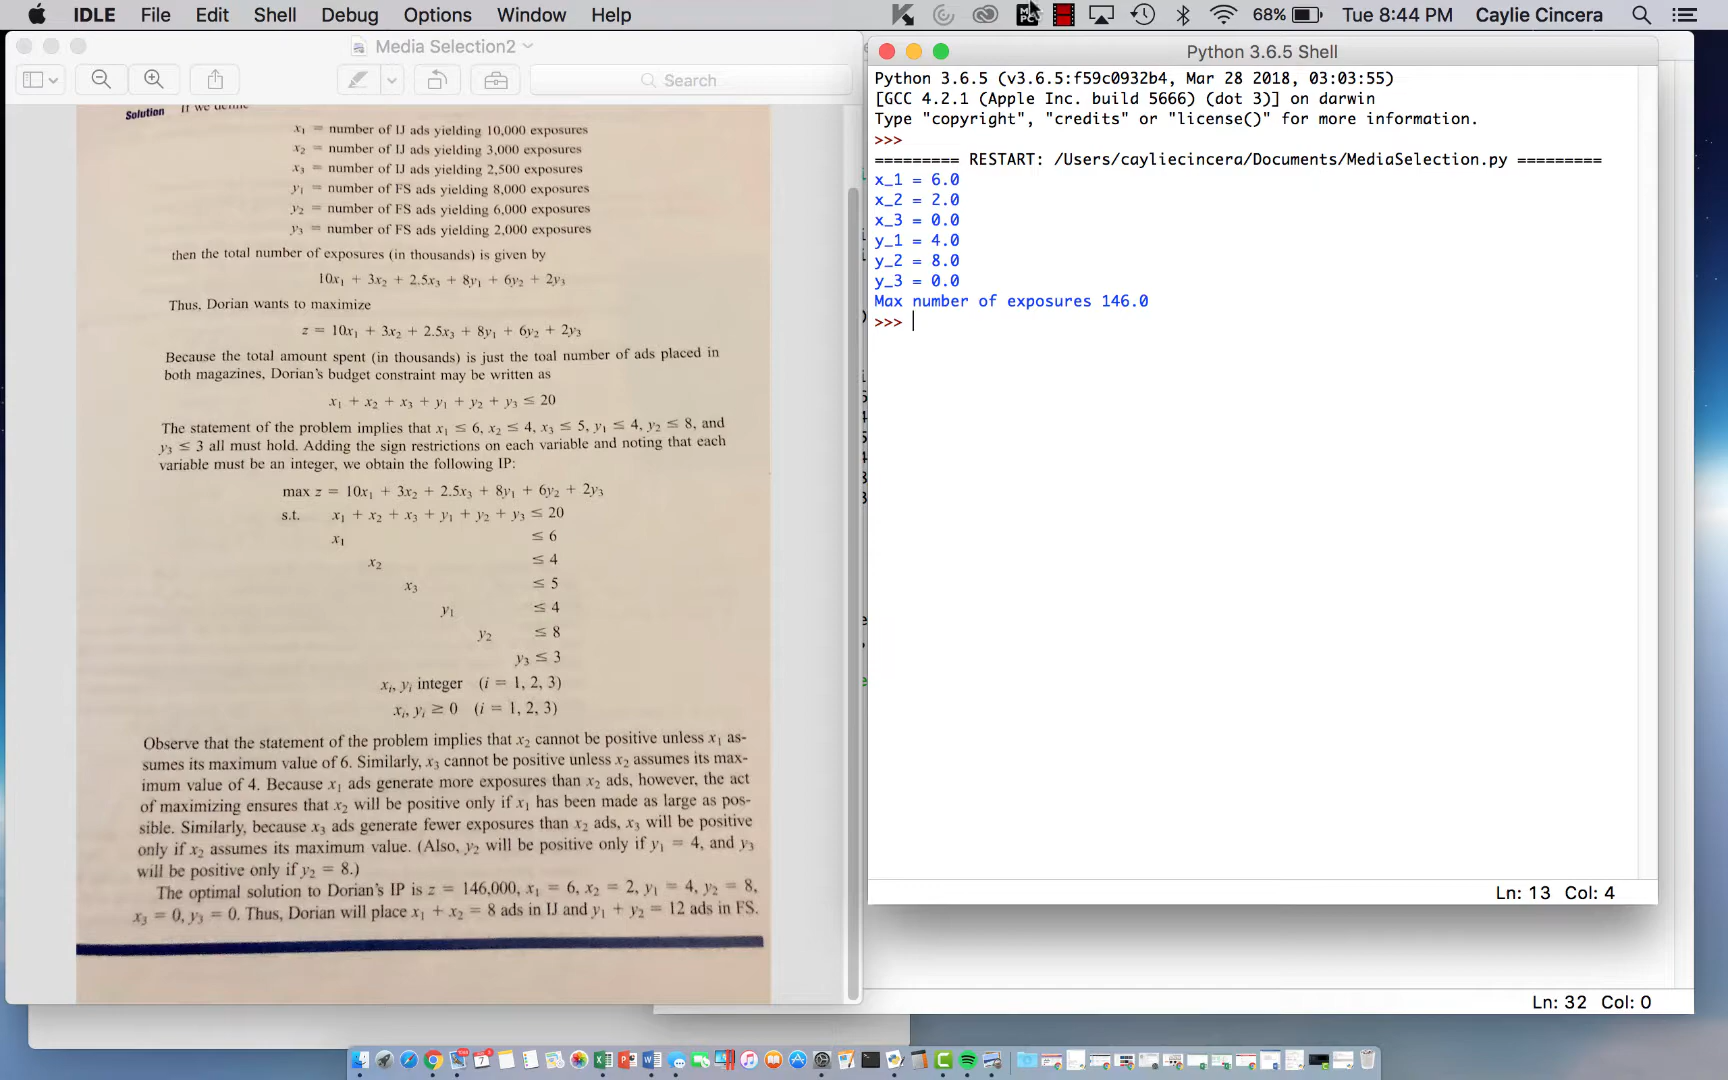 IDLE File Edit Shell Debug Options Window Help
68% Tue 8:44 PM Caylie Cincera
Media Selection2
Search
Solution If we define
x₁ = number of IJ ads yielding 10,000 exposures
x₂ = number of IJ ads yielding 3,000 exposures
x₃ = number of IJ ads yielding 2,500 exposures
y₁ = number of FS ads yielding 8,000 exposures
y₂ = number of FS ads yielding 6,000 exposures
y₃ = number of FS ads yielding 2,000 exposures
then the total number of exposures (in thousands) is given by
10x₁ + 3x₂ + 2.5x₃ + 8y₁ + 6y₂ + 2y₃
Thus, Dorian wants to maximize
z = 10x₁ + 3x₂ + 2.5x₃ + 8y₁ + 6y₂ + 2y₃
Because the total amount spent (in thousands) is just the toal number of ads placed in
both magazines, Dorian's budget constraint may be written as
x₁ + x₂ + x₃ + y₁ + y₂ + y₃ ≤ 20
The statement of the problem implies that x₁ ≤ 6, x₂ ≤ 4, x₃ ≤ 5, y₁ ≤ 4, y₂ ≤ 8, and
y₃ ≤ 3 all must hold. Adding the sign restrictions on each variable and noting that each
variable must be an integer, we obtain the following IP:
max z = 10x₁ + 3x₂ + 2.5x₃ + 8y₁ + 6y₂ + 2y₃
s.t. x₁ + x₂ + x₃ + y₁ + y₂ + y₃ ≤ 20
x₁ ≤ 6
x₂ ≤ 4
x₃ ≤ 5
y₁ ≤ 4
y₂ ≤ 8
y₃ ≤ 3
xᵢ, yᵢ integer (i = 1, 2, 3)
xᵢ, yᵢ ≥ 0 (i = 1, 2, 3)
Observe that the statement of the problem implies that x₂ cannot be positive unless x₁ as-
sumes its maximum value of 6. Similarly, x₃ cannot be positive unless x₂ assumes its max-
imum value of 4. Because x₁ ads generate more exposures than x₂ ads, however, the act
of maximizing ensures that x₂ will be positive only if x₁ has been made as large as pos-
sible. Similarly, because x₃ ads generate fewer exposures than x₂ ads, x₃ will be positive
only if x₂ assumes its maximum value. (Also, y₂ will be positive only if y₁ = 4, and y₃
will be positive only if y₂ = 8.)
The optimal solution to Dorian's IP is z = 146,000, x₁ = 6, x₂ = 2, y₁ = 4, y₂ = 8,
x₃ = 0, y₃ = 0. Thus, Dorian will place x₁ + x₂ = 8 ads in IJ and y₁ + y₂ = 12 ads in FS.
Python 3.6.5 Shell
Python 3.6.5 (v3.6.5:f59c0932b4, Mar 28 2018, 03:03:55)
[GCC 4.2.1 (Apple Inc. build 5666) (dot 3)] on darwin
Type "copyright", "credits" or "license()" for more information.
>>>
========= RESTART: /Users/cayliecincera/Documents/MediaSelection.py =========
x_1 = 6.0
x_2 = 2.0
x_3 = 0.0
y_1 = 4.0
y_2 = 8.0
y_3 = 0.0
Max number of exposures 146.0
>>>
Ln: 13 Col: 4
Ln: 32 Col: 0